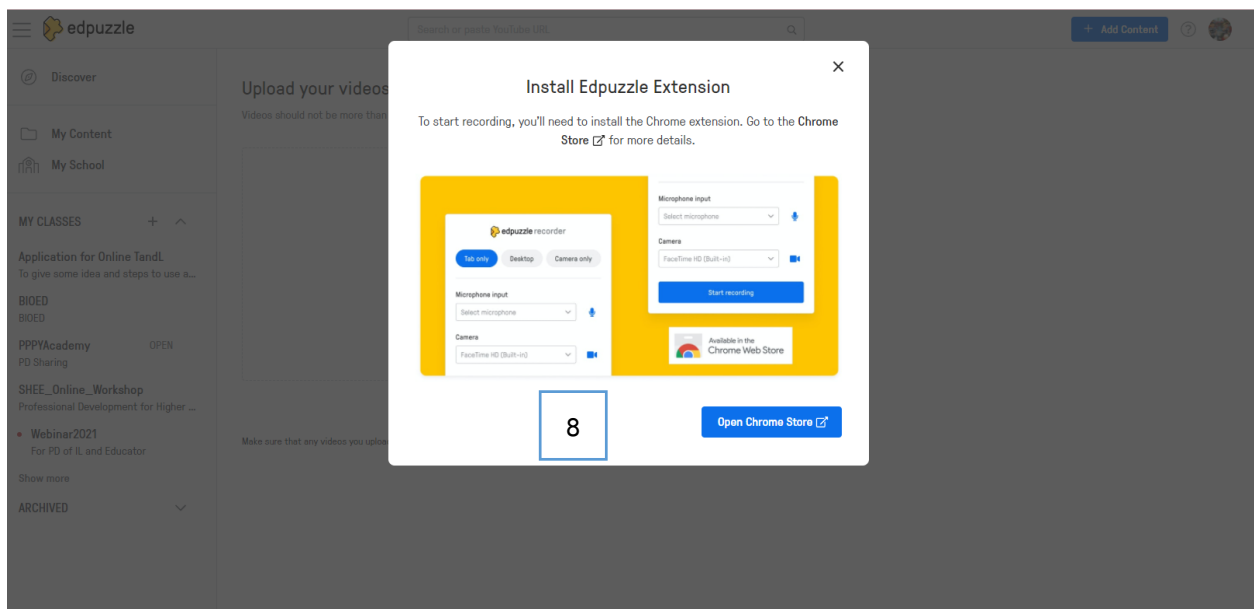 edpuzzle
Search or paste YouTube URL
+ Add Content
?
Discover
My Content
My School
MY CLASSES +
Application for Online TandL
To give some idea and steps to use a...
BIOED
BIOED
PPPYAcademy OPEN
PD Sharing
SHEE_Online_Workshop
Professional Development for Higher ...
Webinar2021
For PD of IL and Educator
Show more
ARCHIVED
Upload your videos
Videos should not be more than
Make sure that any videos you
Install Edpuzzle Extension
To start recording, you'll need to install the Chrome extension. Go to the Chrome
Store for more details.
edpuzzle recorder
Tab only Desktop Camera only
Microphone input
Select microphone
Camera
FaceTime HD (Built-in)
Microphone input
Select microphone
Camera
FaceTime HD (Built-in)
Start recording
Available in the
Chrome Web Store
8
Open Chrome Store